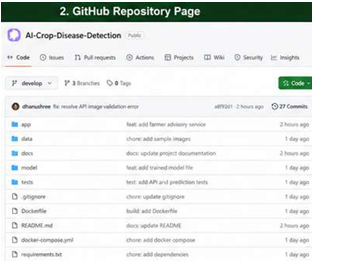 2. GitHub Repository Page
AI-Crop-Disease-Detection Public
Code Issues Pull requests Actions Projects Wiki Security Insights
develop 3 Branches 0 Tags Code
dhanushree fix: resolve API image validation error 2 hours ago 27 Commits
app feat: add farmer advisory service 2 hours ago
data chore: add sample images 1 day ago
docs docs: update project documentation 2 hours ago
model feat: add trained model file 1 day ago
tests test: add API and prediction tests 1 day ago
.gitignore chore: update gitignore 1 day ago
Dockerfile build: add Dockerfile 1 day ago
README.md docs: update README 2 hours ago
docker-compose.yml chore: add docker compose 1 day ago
requirements.txt chore: add dependencies 1 day ago